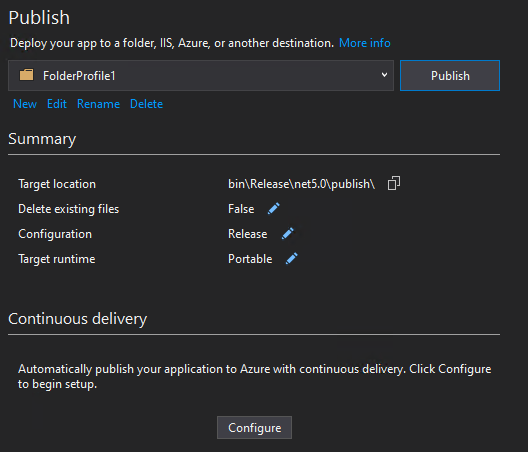 Publish
Deploy your app to a folder, IIS, Azure, or another destination. More info
FolderProfile1 Publish
New Edit Rename Delete
Summary
Target location bin\Release\net5.0\publish\
Delete existing files False
Configuration Release
Target runtime Portable
Continuous delivery
Automatically publish your application to Azure with continuous delivery. Click Configure
to begin setup.
Configure